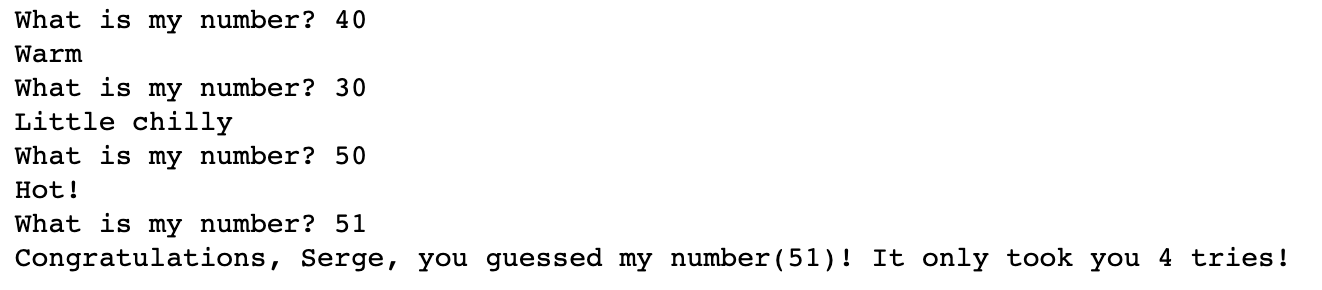 What is my number? 40
Warm
What is my number? 30
Little chilly
What is my number? 50
Hot!
What is my number? 51
Congratulations, Serge, you guessed my number(51)! It only took you 4 tries!